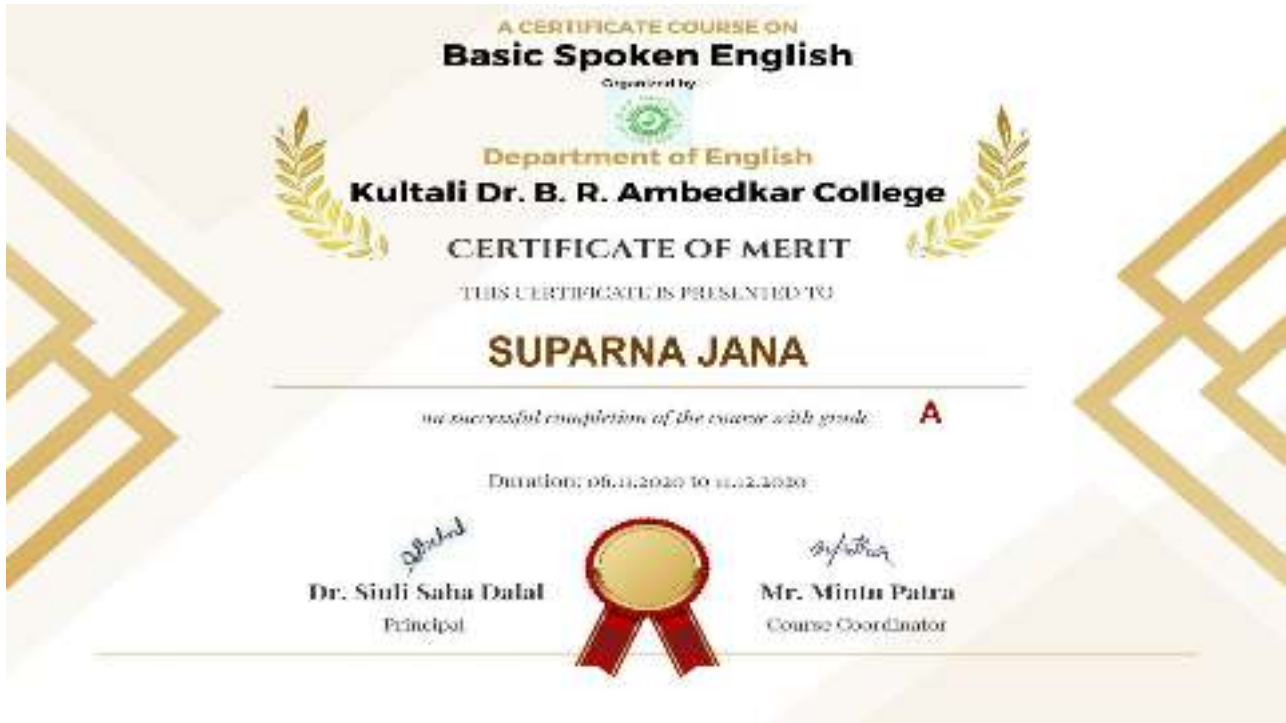 A CERTIFICATE COURSE ON
Basic Spoken English
Organized by
Department of English
Kultali Dr. B. R. Ambedkar College
CERTIFICATE OF MERIT
THIS CERTIFICATE IS PRESENTED TO
SUPARNA JANA
on successful completion of the course with grade A
Duration: 06.11.2020 to 11.12.2020
Dr. Siuli Saha Dalal Mr. Mintu Patra
Principal Course Coordinator